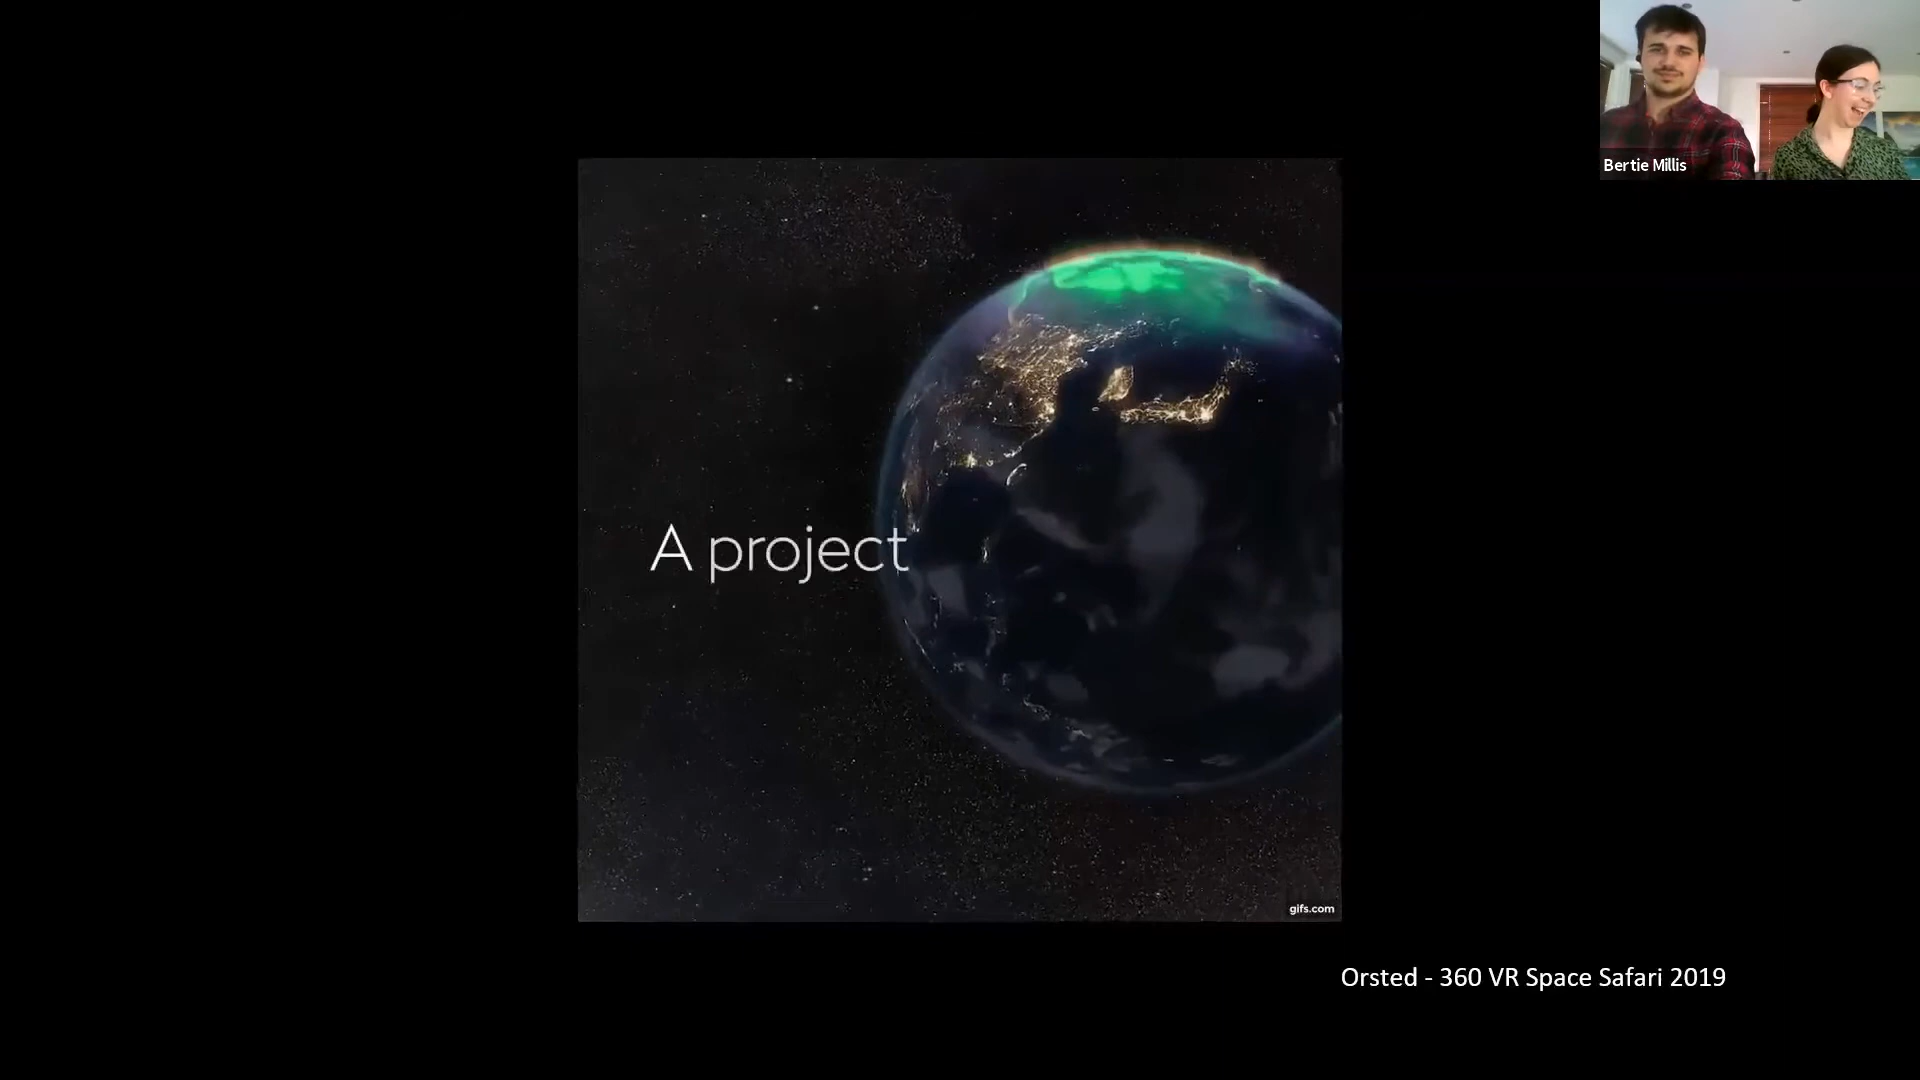 Bertie Millis
A project
gifs.com
Orsted - 360 VR Space Safari 2019